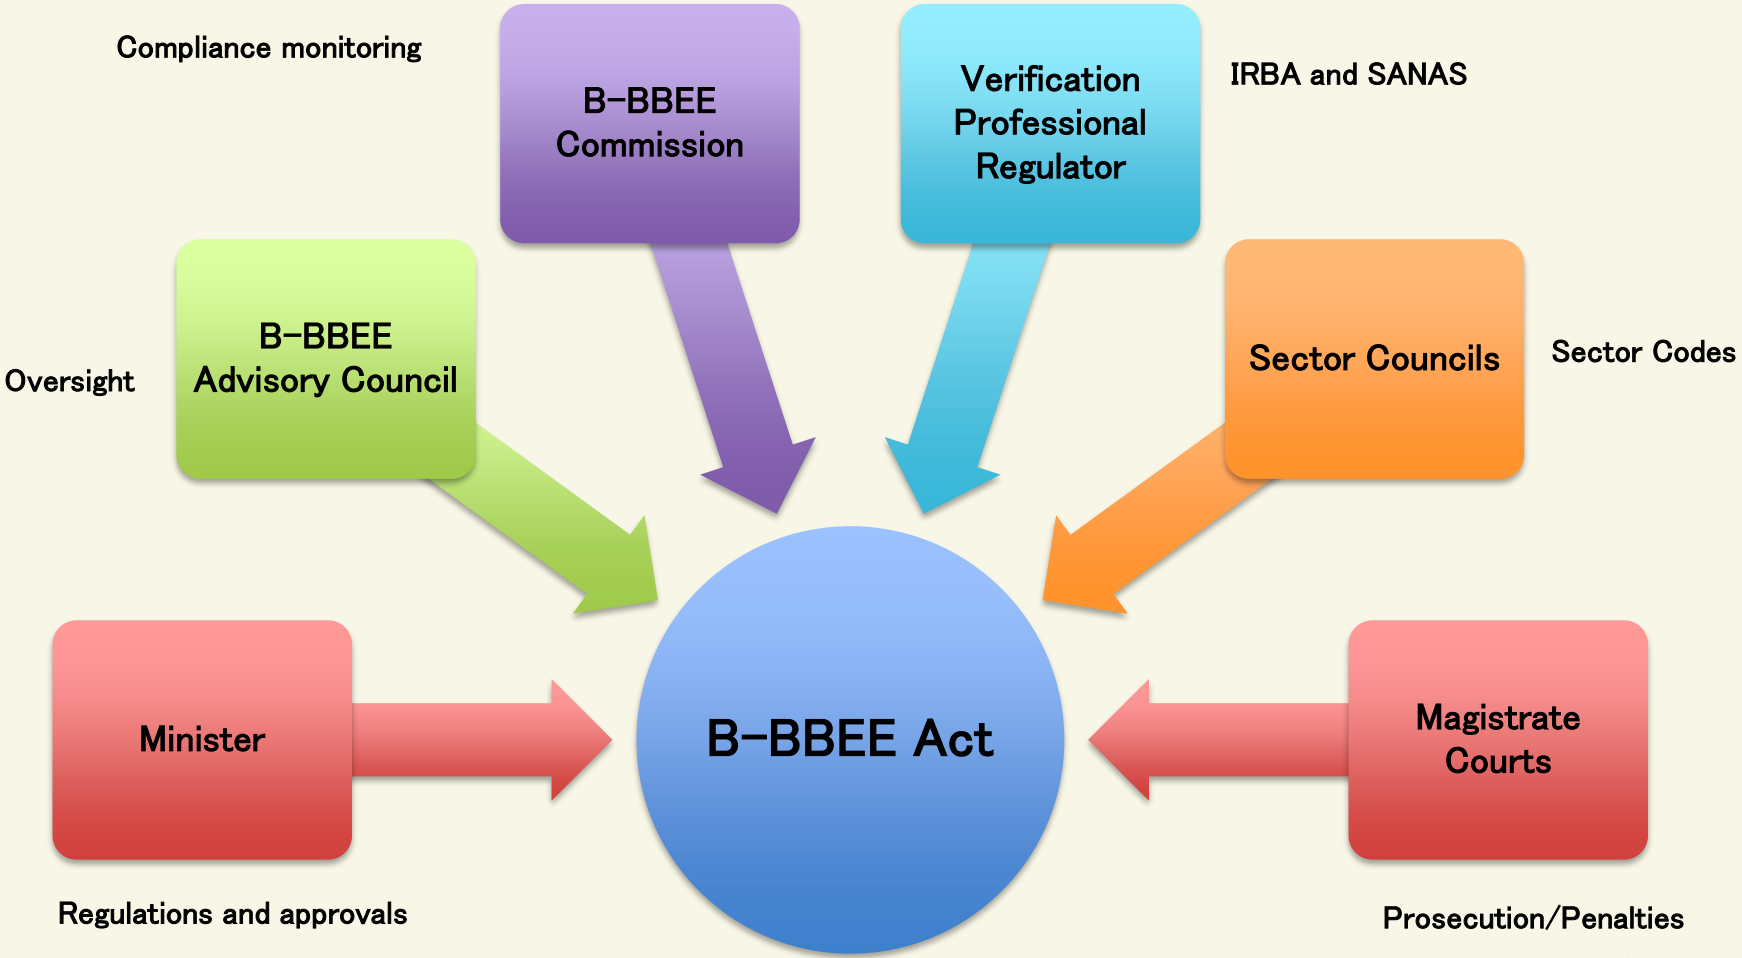 Compliance monitoring
B-BBEE
Commission
Verification
Professional
Regulator
IRBA and SANAS
Oversight
B-BBEE
Advisory Council
Sector Councils
Sector Codes
Minister
Regulations and approvals
B-BBEE Act
Magistrate
Courts
Prosecution/Penalties